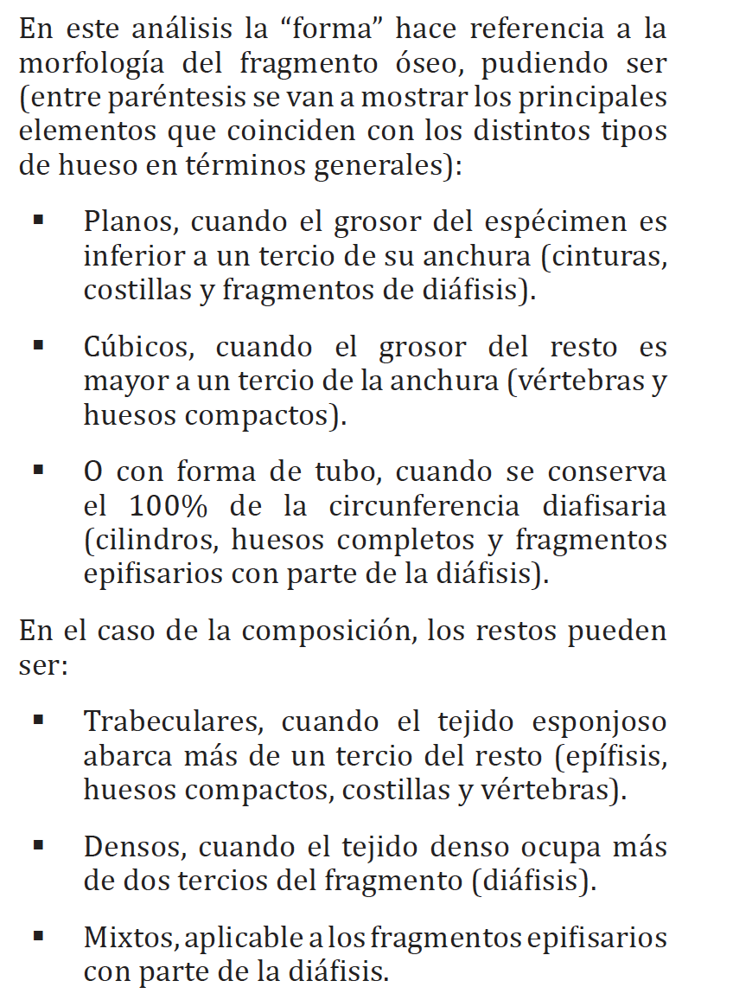 En este análisis la “forma” hace referencia a la
morfología del fragmento óseo, pudiendo ser
(entre paréntesis se van a mostrar los principales
elementos que coinciden con los distintos tipos
de hueso en términos generales):
▪ Planos, cuando el grosor del espécimen es
inferior a un tercio de su anchura (cinturas,
costillas y fragmentos de diáfisis).
▪ Cúbicos, cuando el grosor del resto es
mayor a un tercio de la anchura (vértebras y
huesos compactos).
▪ O con forma de tubo, cuando se conserva
el 100% de la circunferencia diafisaria
(cilindros, huesos completos y fragmentos
epifisarios con parte de la diáfisis).
En el caso de la composición, los restos pueden
ser:
▪ Trabeculares, cuando el tejido esponjoso
abarca más de un tercio del resto (epífisis,
huesos compactos, costillas y vértebras).
▪ Densos, cuando el tejido denso ocupa más
de dos tercios del fragmento (diáfisis).
▪ Mixtos, aplicable a los fragmentos epifisarios
con parte de la diáfisis.